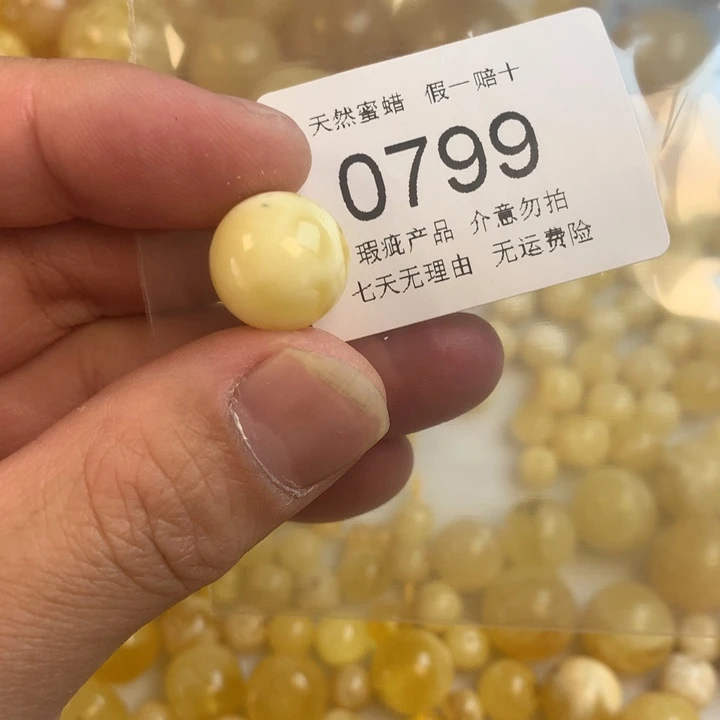 天然蜜蜡 假一赔十
0799
瑕疵产品 介意勿拍
七天无理由 无运费险